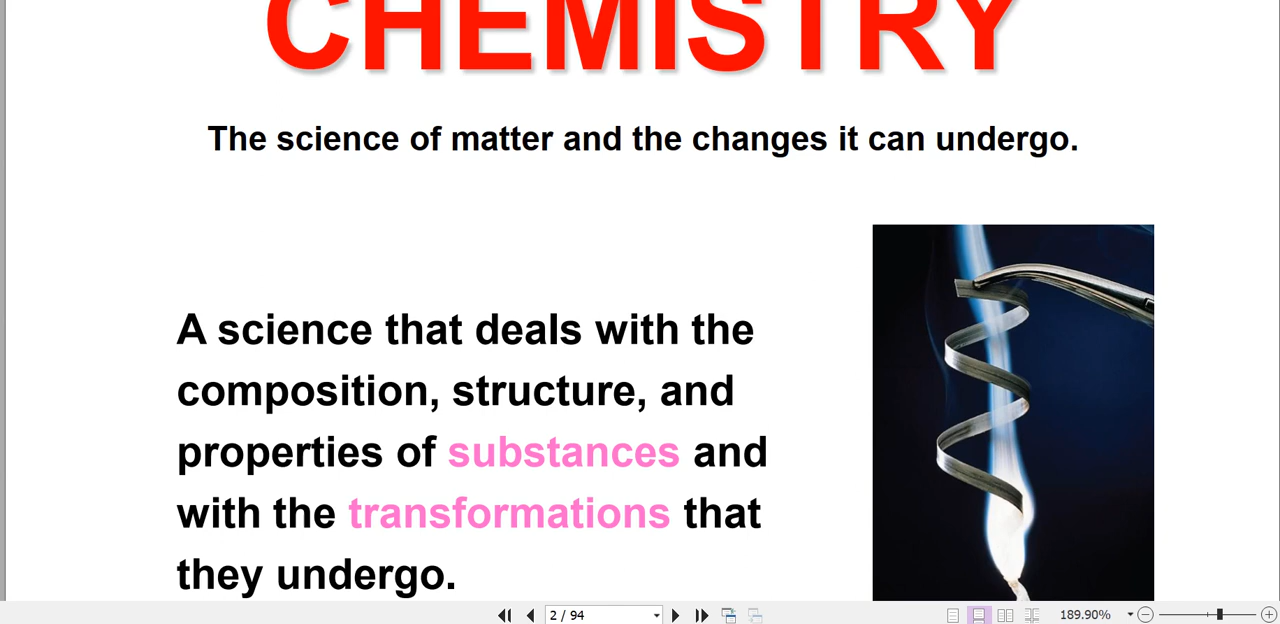 CHEMISTRY
The science of matter and the changes it can undergo.
A science that deals with the
composition, structure, and
properties of substances and
with the transformations that
they undergo.
2 / 94
189.90%